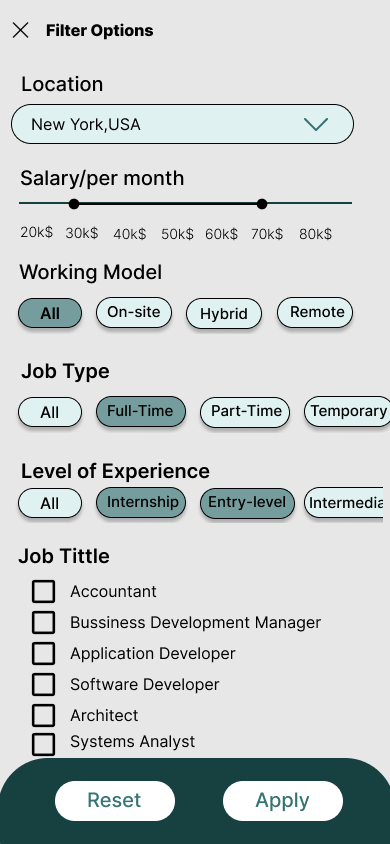 Filter Options
Location
New York,USA
Salary/per month
20k$ 30k$ 40k$ 50k$ 60k$ 70k$ 80k$
Working Model
All On-site Hybrid Remote
Job Type
All Full-Time Part-Time Temporary
Level of Experience
All Internship Entry-level Intermedia
Job Tittle
Accountant
Bussiness Development Manager
Application Developer
Software Developer
Architect
Systems Analyst
Reset Apply